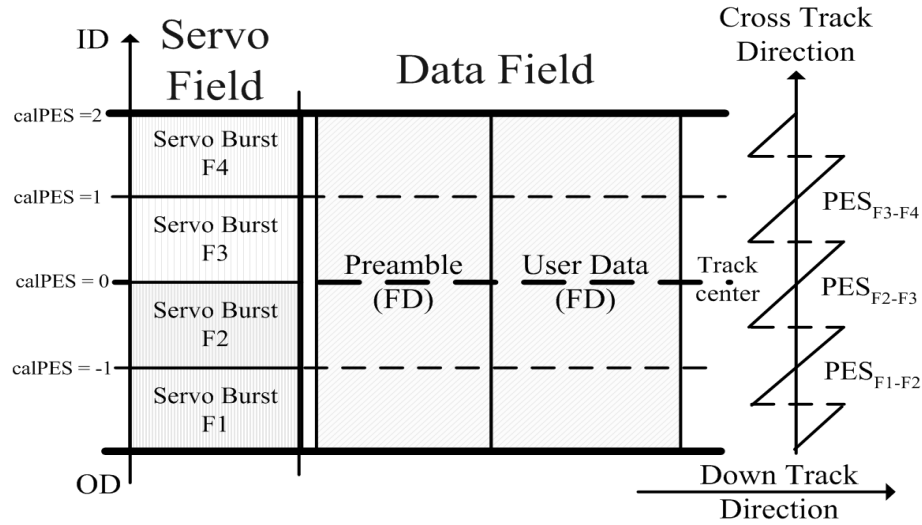 ID
Servo
Field
Data Field
Cross Track
Direction
calPES =2
Servo Burst
F4
calPES =1
Servo Burst
F3
PES_F3-F4
calPES = 0
Preamble
(FD)
User Data
(FD)
Track
center
PES_F2-F3
Servo Burst
F2
calPES = -1
Servo Burst
F1
PES_F1-F2
OD
Down Track
Direction